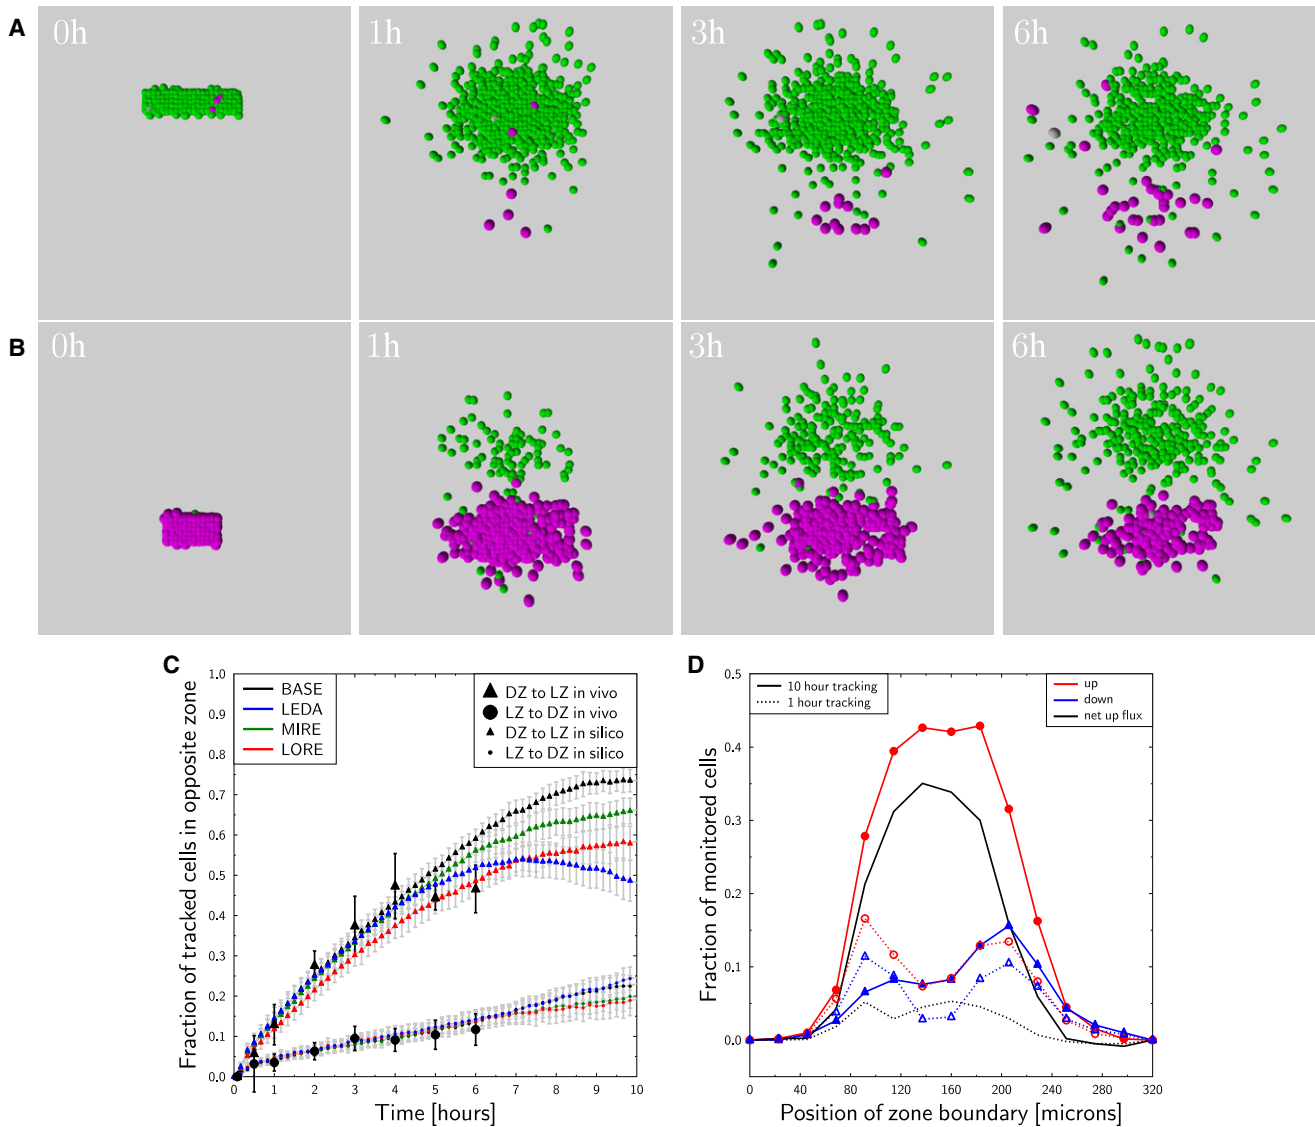 A
0h
1h
3h
6h
B
0h
1h
3h
6h
C
BASE
LEDA
MIRE
LORE
DZ to LZ in vivo
LZ to DZ in vivo
DZ to LZ in silico
LZ to DZ in silico
Fraction of tracked cells in opposite zone
1.0
0.9
0.8
0.7
0.6
0.5
0.4
0.3
0.2
0.1
0.0
0 1 2 3 4 5 6 7 8 9 10
Time [hours]
D
10 hour tracking
1 hour tracking
up
down
net up flux
Fraction of monitored cells
0.5
0.4
0.3
0.2
0.1
0.0
0 40 80 120 160 200 240 280 320
Position of zone boundary [microns]